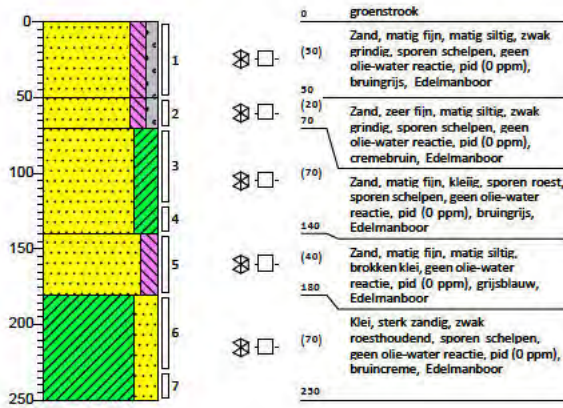 0 groenstrook
0
(50) Zand, matig fijn, matig siltig, zwak
grindig, sporen schelpen, geen
olie-water reactie, pid (0 ppm),
bruingrijs, Edelmanboor
1
50
50
(20) Zand, zeer fijn, matig siltig, zwak
grindig, sporen schelpen, geen
olie-water reactie, pid (0 ppm),
cremebruin, Edelmanboor
2
70
3
100
(70) Zand, matig fijn, kleiïg, sporen roest,
sporen schelpen, geen olie-water
reactie, pid (0 ppm), bruingrijs,
Edelmanboor
4
140
150
(40) Zand, matig fijn, matig siltig,
brokken klei, geen olie-water
reactie, pid (0 ppm), grijsblauw,
Edelmanboor
5
180
200
(70) Klei, sterk zandig, zwak
roesthoudend, sporen schelpen,
geen olie-water reactie, pid (0 ppm),
bruincreme, Edelmanboor
6
7
250
250